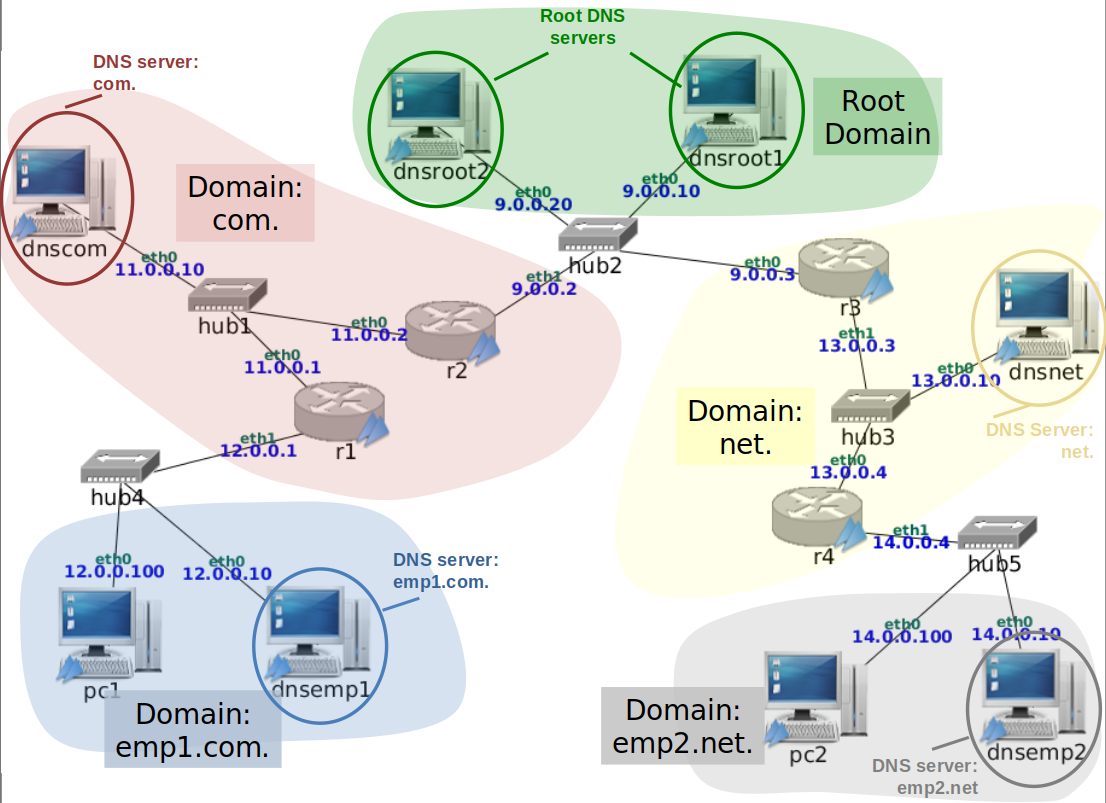 Root DNS
servers
DNS server:
com.
Root
Domain
dnsroot2
dnsroot1
eth0
9.0.0.20
eth0
9.0.0.10
Domain:
com.
dnscom
eth0
11.0.0.10
hub1
hub2
eth1
9.0.0.2
eth0
9.0.0.3
r3
eth0
11.0.0.2
r2
eth0
11.0.0.1
r1
eth1
12.0.0.1
hub4
eth1
13.0.0.3
eth0
13.0.0.10
dnsnet
DNS Server:
net.
Domain:
net.
hub3
eth0
13.0.0.4
r4
eth1
14.0.0.4
hub5
eth0
12.0.0.100
eth0
12.0.0.10
DNS server:
emp1.com.
pc1
dnsemp1
Domain:
emp1.com.
eth0
14.0.0.100
eth0
14.0.0.10
Domain:
emp2.net.
pc2
dnsemp2
DNS server:
emp2.net